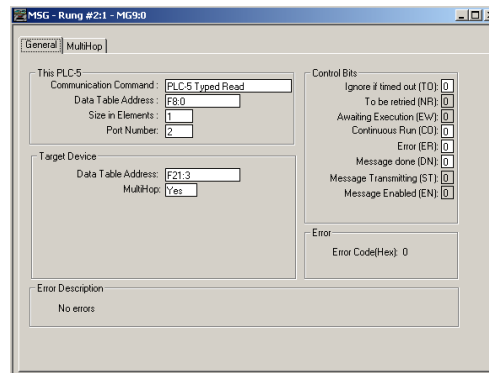 MSG - Rung #2:1 - MG9:0
General MultiHop
This PLC-5
Communication Command : PLC-5 Typed Read
Data Table Address : F8:0
Size in Elements : 1
Port Number: 2
Target Device
Data Table Address: F21:3
MultiHop: Yes
Control Bits
Ignore if timed out (TO): 0
To be retried (NR): 0
Awaiting Execution (EW): 0
Continuous Run (CO): 0
Error (ER): 0
Message done (DN): 0
Message Transmitting (ST): 0
Message Enabled (EN): 0
Error
Error Code(Hex): 0
Error Description
No errors